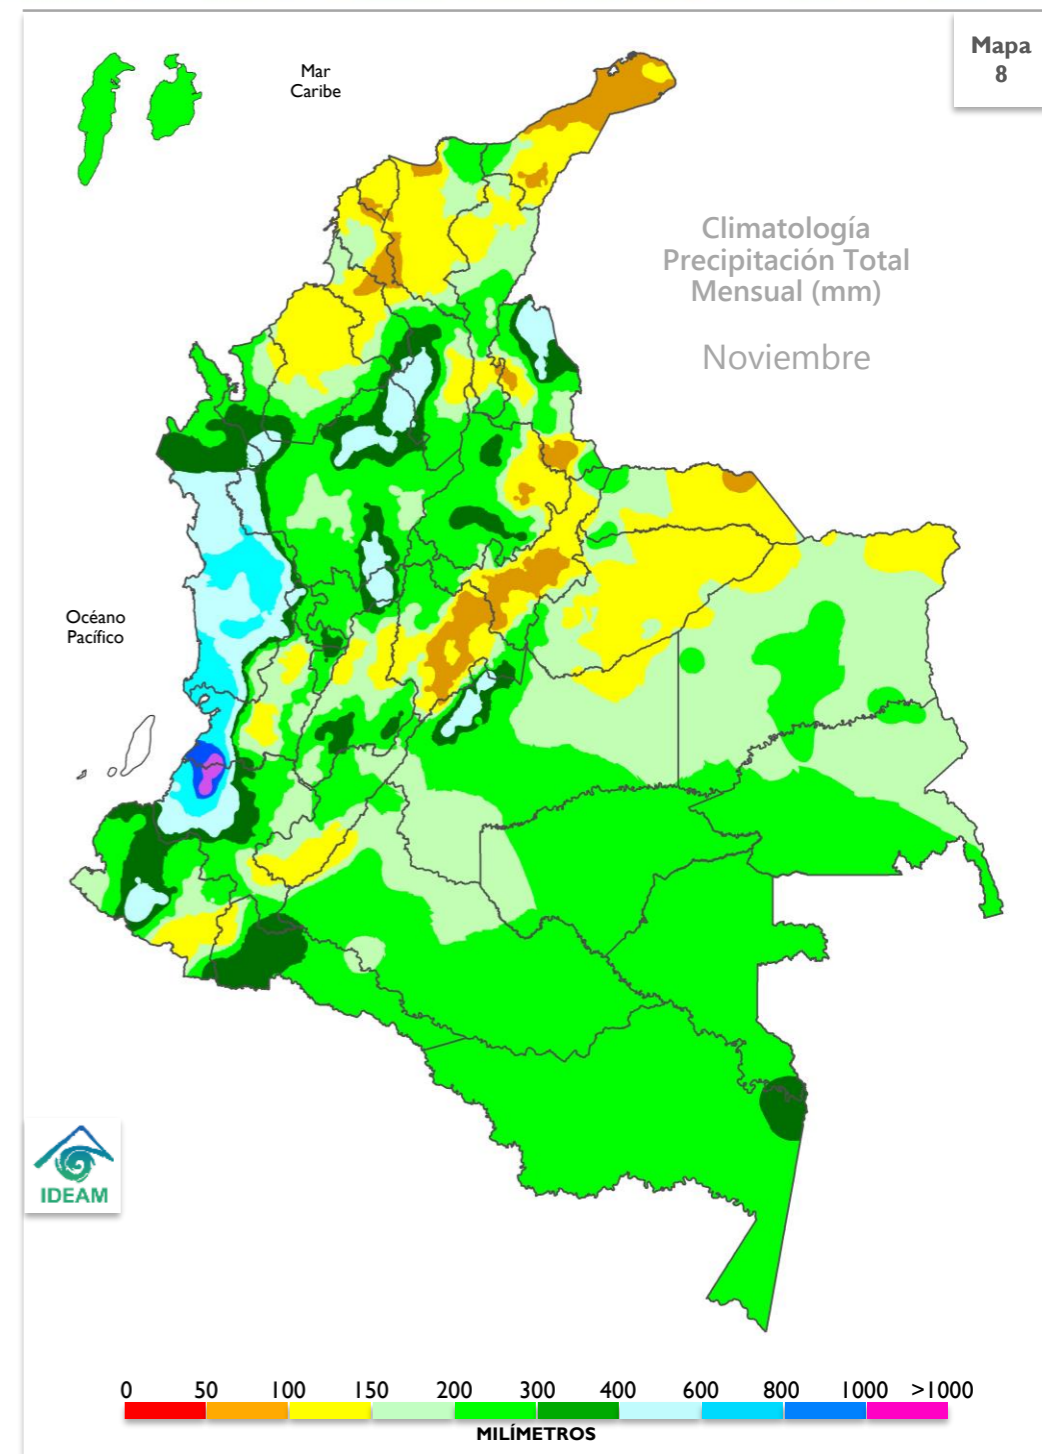 Mapa
8
Mar
Caribe
Climatología
Precipitación Total
Mensual (mm)
Noviembre
Océano
Pacífico
IDEAM
0 50 100 150 200 300 400 600 800 1000 >1000
MILÍMETROS